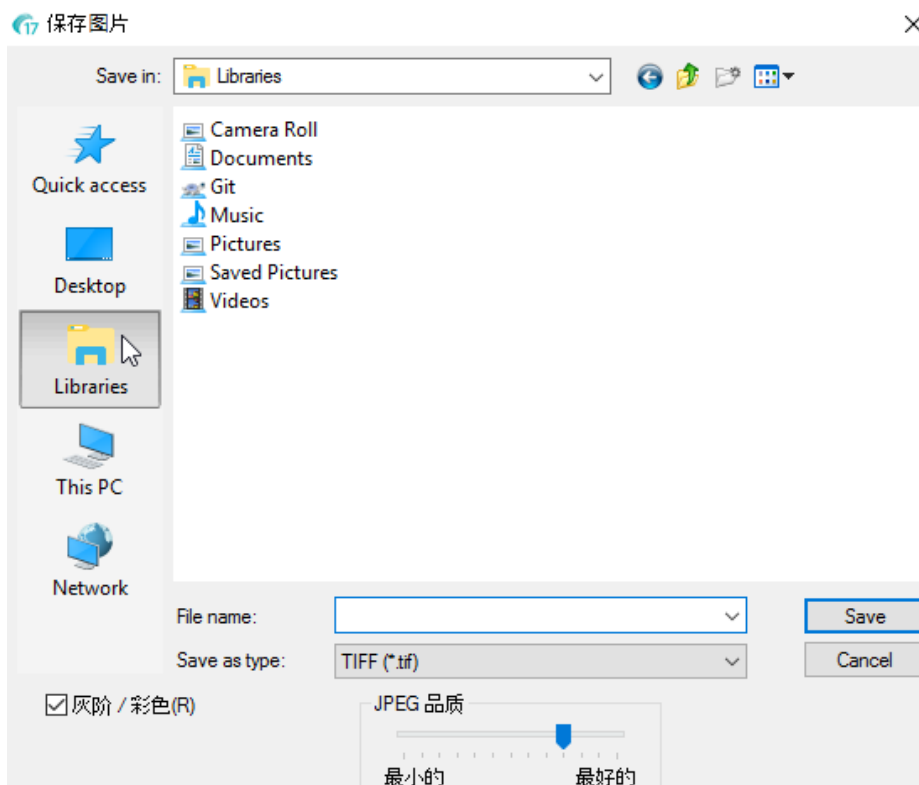 17 保存图片
Save in: Libraries
Quick access
Desktop
Libraries
This PC
Network
Camera Roll
Documents
Git
Music
Pictures
Saved Pictures
Videos
File name:
Save
Save as type: TIFF (*.tif)
Cancel
灰阶 / 彩色(R)
JPEG 品质
最小的 最好的